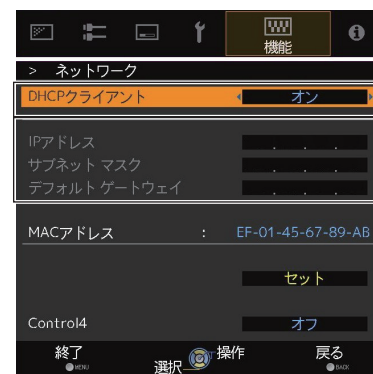 機能
> ネットワーク
DHCPクライアント オン
IPアドレス . . .
サブネット マスク . . .
デフォルト ゲートウェイ . . .
MACアドレス : EF-01-45-67-89-AB
セット
Control4 オフ
終了 選択 操作 戻る
MENU BACK